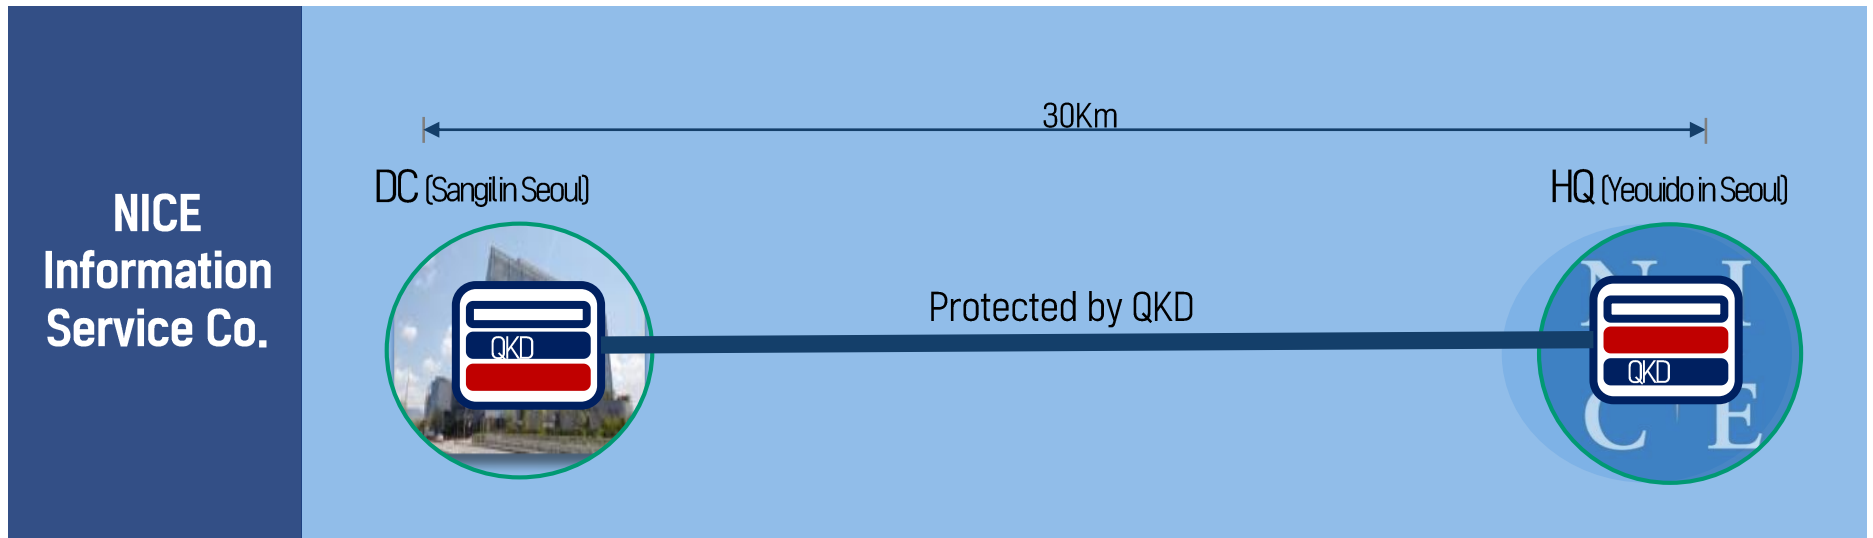 NICE
Information
Service Co.
30Km
DC (Sangil in Seoul)
HQ (Yeouido in Seoul)
Protected by QKD
QKD
QKD
N I
C E